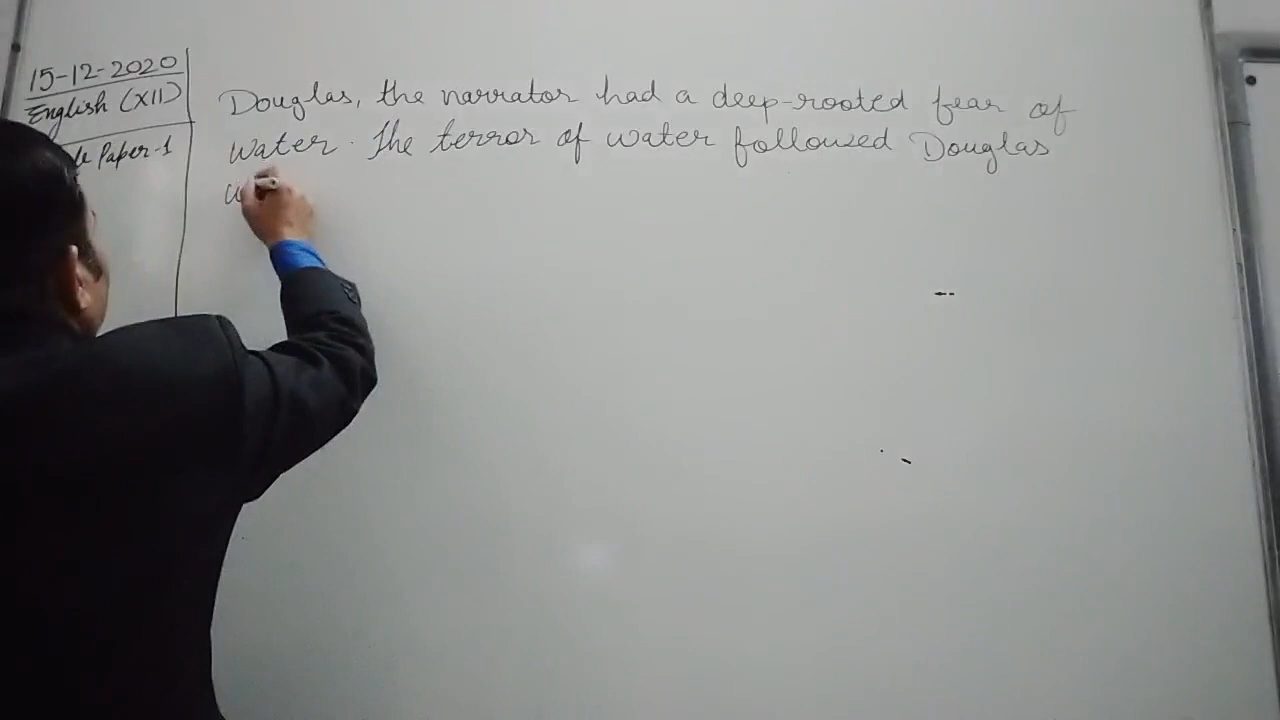 15-12-2020
English (XII)
Paper-1
Douglas, the narrator had a deep-rooted fear of
water. The terror of water followed Douglas